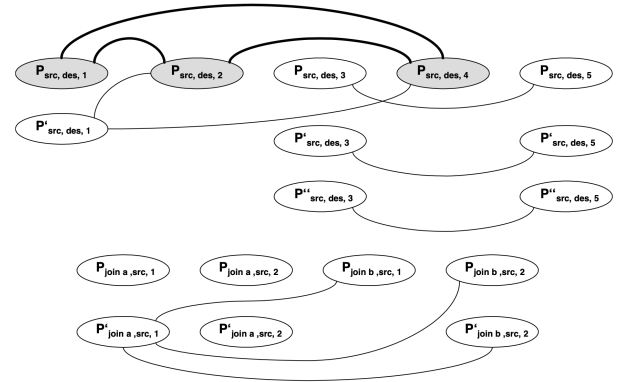 P src, des, 1 P src, des, 2 P src, des, 3 P src, des, 4 P src, des, 5
P‘ src, des, 1 P‘ src, des, 3 P‘ src, des, 5
P‘‘ src, des, 3 P‘‘ src, des, 5
P join a ,src, 1 P join a ,src, 2 P join b ,src, 1 P join b ,src, 2
P‘ join a ,src, 1 P‘ join a ,src, 2 P‘ join b ,src, 2